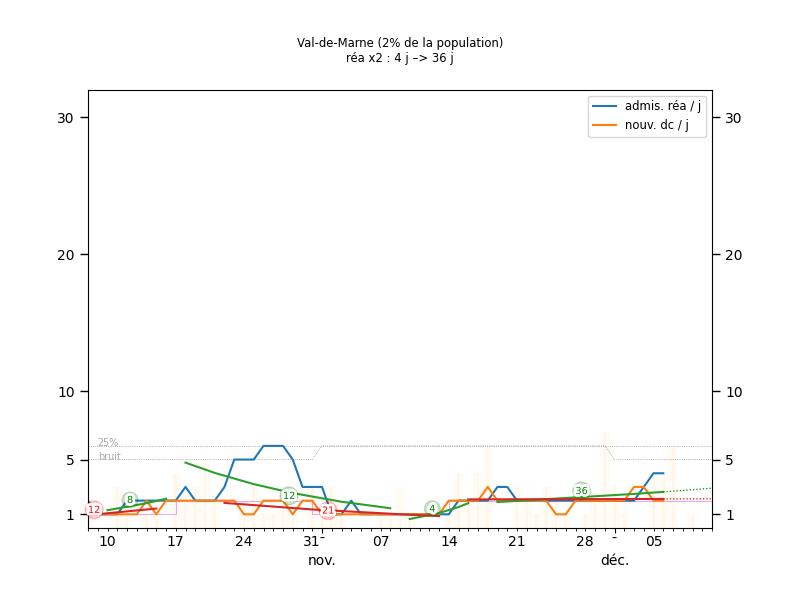 Val-de-Marne (2% de la population)
réa x2 : 4 j –> 36 j
admis. réa / j
nouv. dc / j
30 30
20 20
10 10
25%
bruit
5 5
1 1
12 8 12 21 4 36
10 17 24 31 07 14 21 28 - 05
nov. déc.